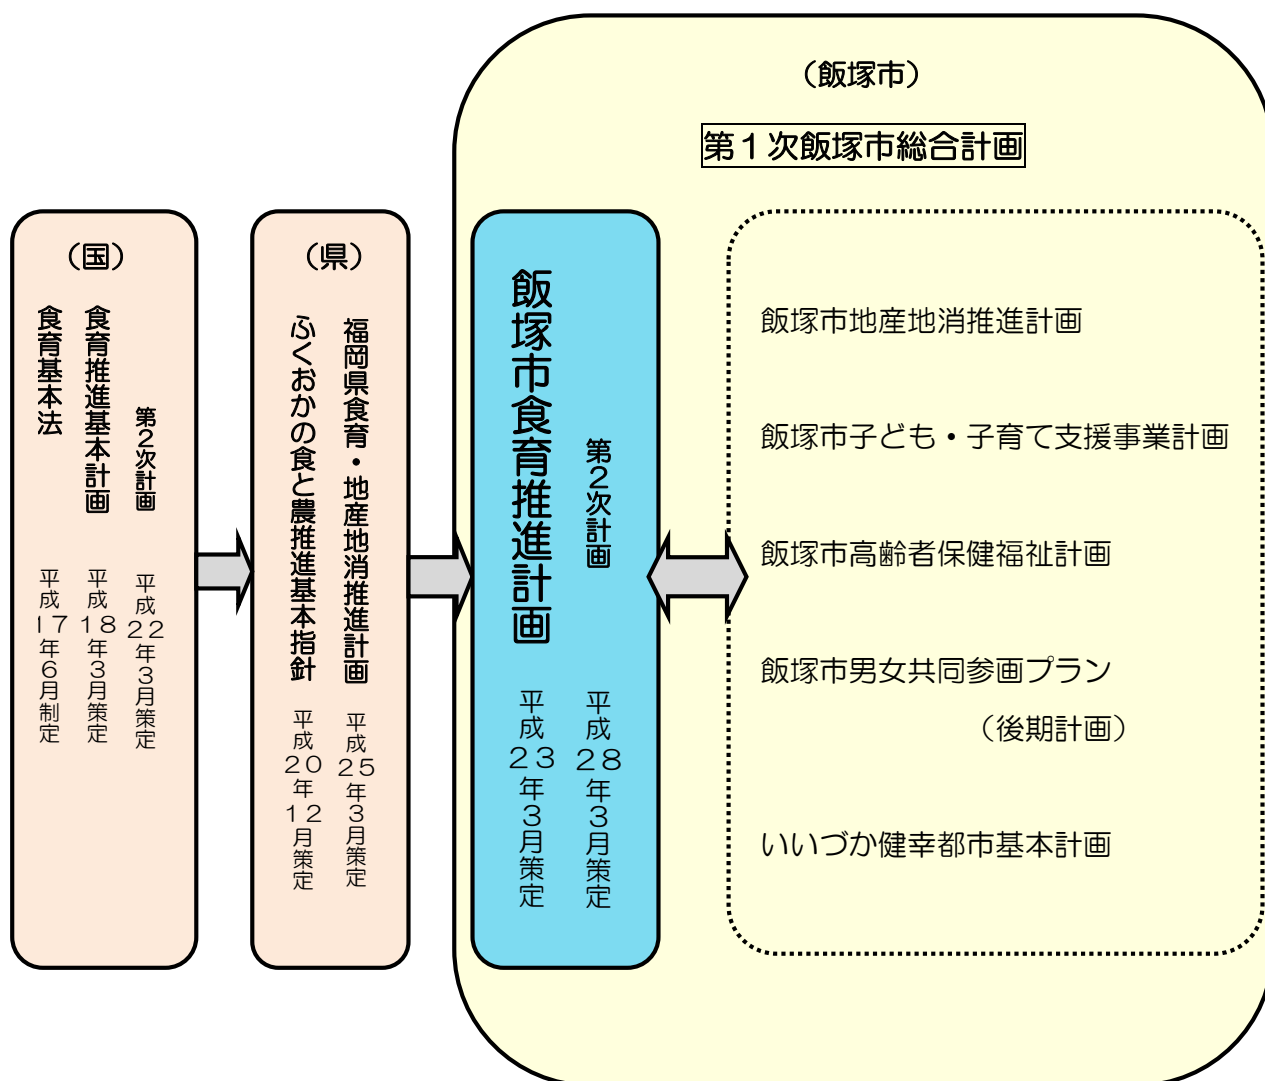 （飯塚市）
第１次飯塚市総合計画
（国）
食育基本法　平成１７年６月制定
食育推進基本計画　平成１８年３月策定
第２次計画　平成２２年３月策定
（県）
ふくおかの食と農推進基本指針　平成２０年１２月策定
福岡県食育・地産地消推進計画　平成２５年３月策定
飯塚市食育推進計画　平成２３年３月策定
第２次計画　平成２８年３月策定
飯塚市地産地消推進計画
飯塚市子ども・子育て支援事業計画
飯塚市高齢者保健福祉計画
飯塚市男女共同参画プラン
（後期計画）
いいづか健幸都市基本計画